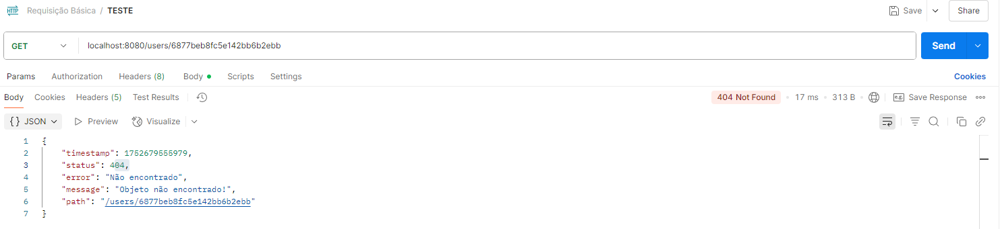 HTTP Requisição Básica / TESTE Save Share
GET localhost:8080/users/6877beb8fc5e142bb6b2ebb Send
Params Authorization Headers (8) Body Scripts Settings Cookies
Body Cookies Headers (5) Test Results 404 Not Found 17 ms 313 B e.g. Save Response
{} JSON Preview Visualize
1 {
2 "timestamp": 1752679555979,
3 "status": 404,
4 "error": "Não encontrado",
5 "message": "Objeto não encontrado!",
6 "path": "/users/6877beb8fc5e142bb6b2ebb"
7 }